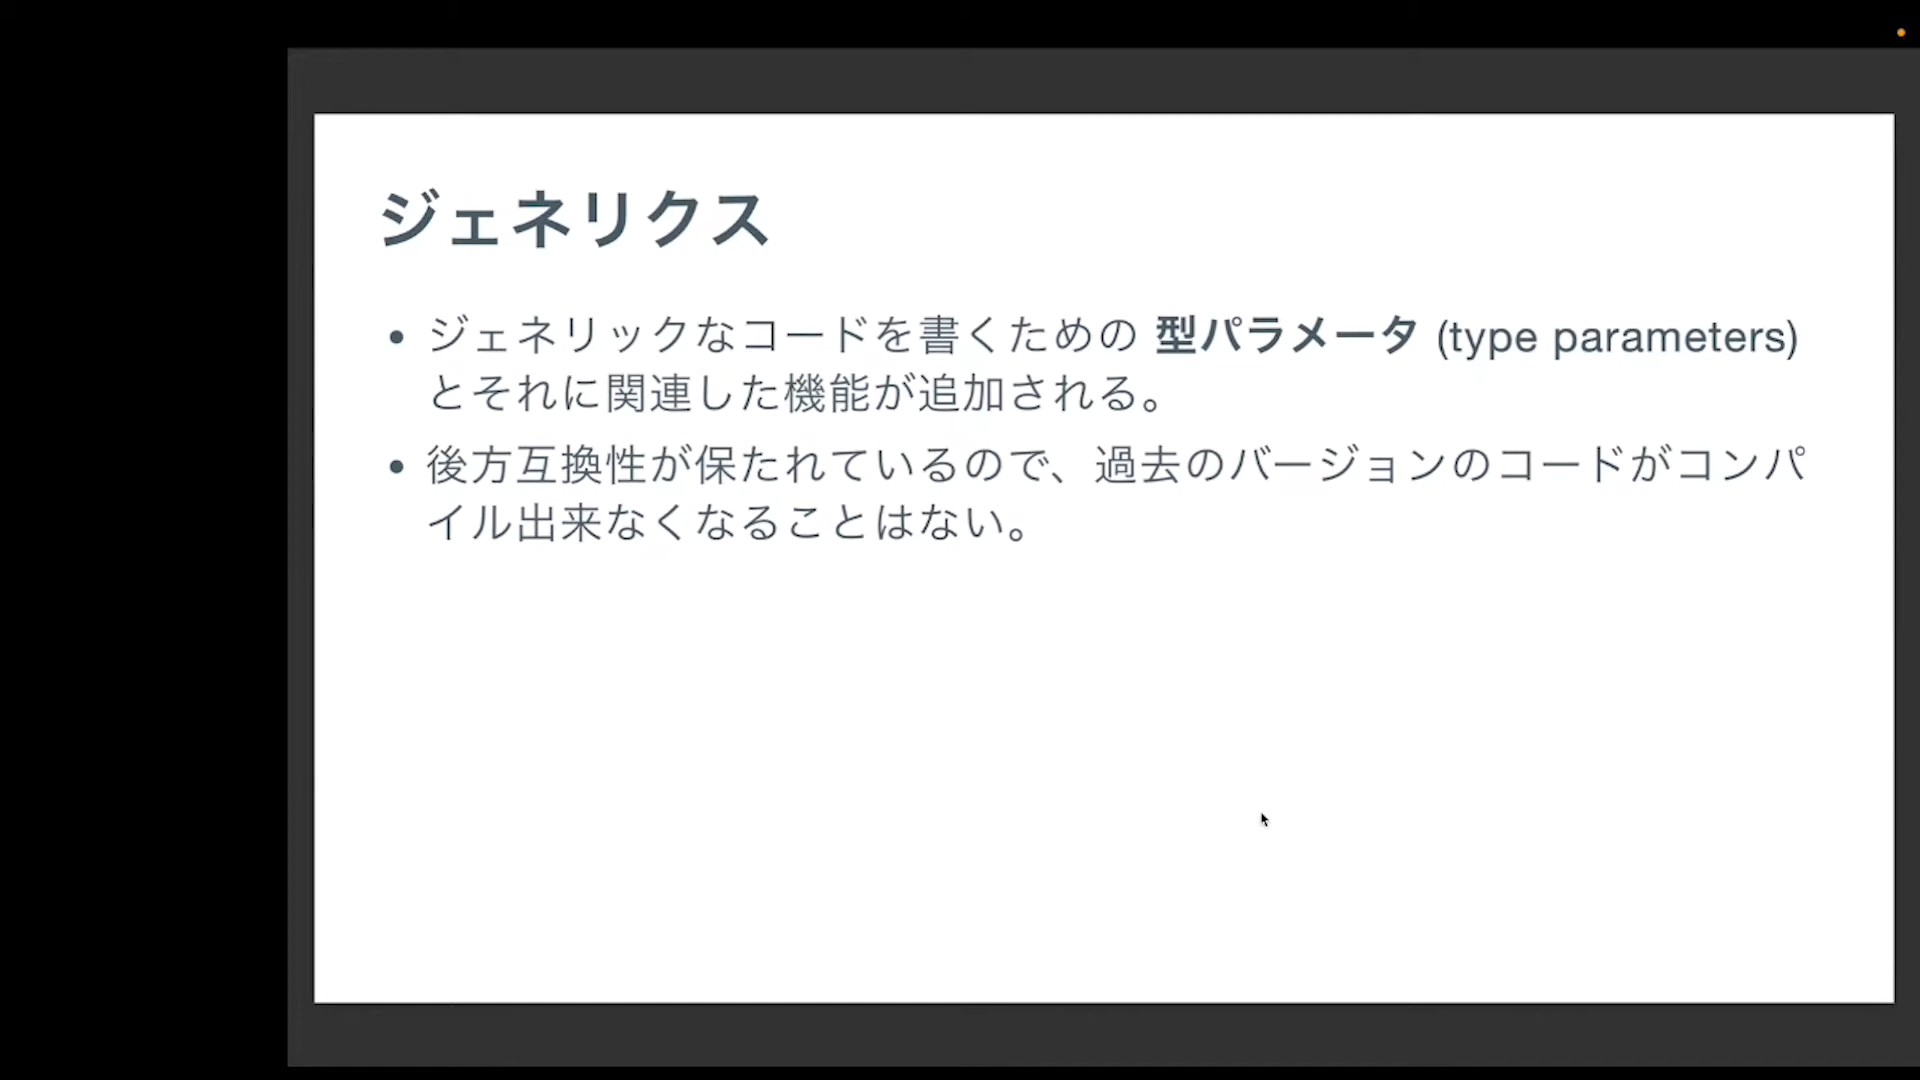 ジェネリクス
• ジェネリックなコードを書くための 型パラメータ (type parameters)
とそれに関連した機能が追加される。
• 後方互換性が保たれているので、過去のバージョンのコードがコンパ
イル出来なくなることはない。